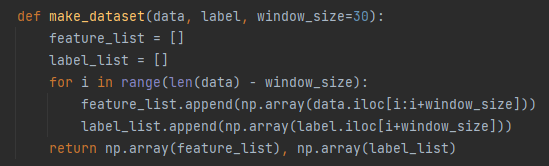 def make_dataset(data, label, window_size=30):
    feature_list = []
    label_list = []
    for i in range(len(data) - window_size):
        feature_list.append(np.array(data.iloc[i:i+window_size]))
        label_list.append(np.array(label.iloc[i+window_size]))
    return np.array(feature_list), np.array(label_list)